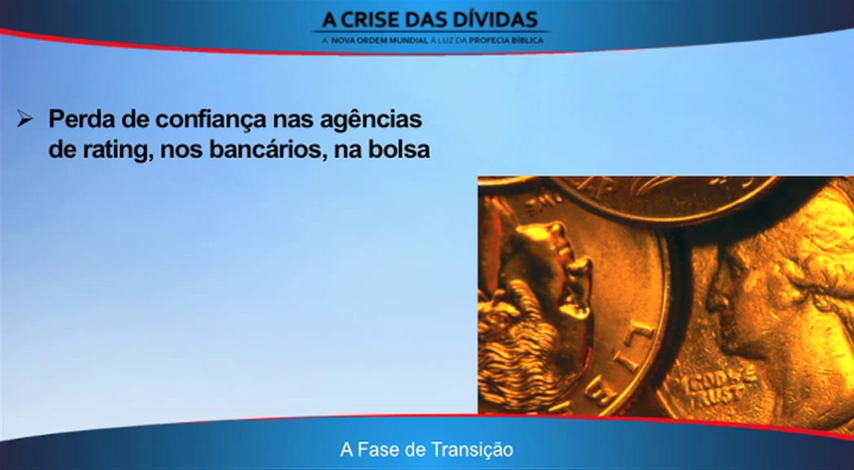 A CRISE DAS DÍVIDAS
A NOVA ORDEM MUNDIAL À LUZ DA PROFECIA BÍBLICA
➢ Perda de confiança nas agências
de rating, nos bancários, na bolsa
LIBE
GOD WE
TRUST
A Fase de Transição